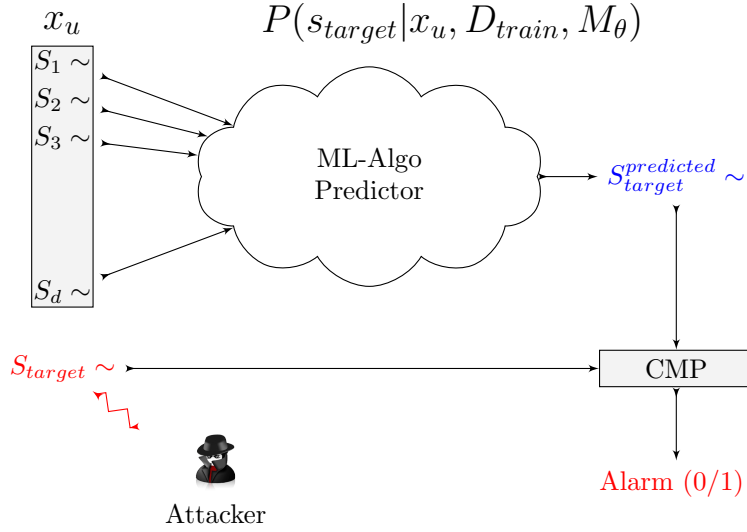 x_u
P(s_{target}|x_u, D_{train}, M_θ)
S_1 ∼
S_2 ∼
S_3 ∼
S_d ∼
ML-Algo
Predictor
S_{target}^{predicted} ∼
S_{target} ∼
CMP
Alarm (0/1)
Attacker